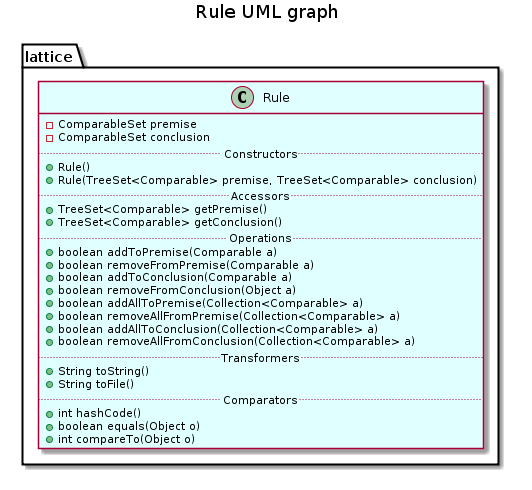 Rule UML graph
lattice
C Rule
ComparableSet premise
ComparableSet conclusion
Constructors
Rule()
Rule(TreeSet<Comparable> premise, TreeSet<Comparable> conclusion)
Accessors
TreeSet<Comparable> getPremise()
TreeSet<Comparable> getConclusion()
Operations
boolean addToPremise(Comparable a)
boolean removeFromPremise(Comparable a)
boolean addToConclusion(Comparable a)
boolean removeFromConclusion(Object a)
boolean addAllToPremise(Collection<Comparable> a)
boolean removeAllFromPremise(Collection<Comparable> a)
boolean addAllToConclusion(Collection<Comparable> a)
boolean removeAllFromConclusion(Collection<Comparable> a)
Transformers
String toString()
String toFile()
Comparators
int hashCode()
boolean equals(Object o)
int compareTo(Object o)